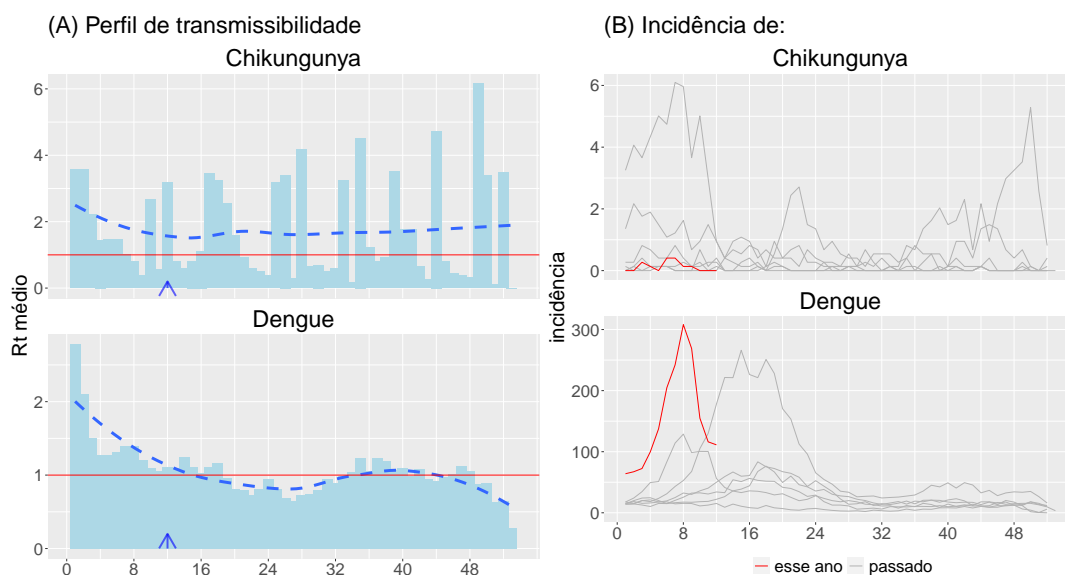 (A) Perfil de transmissibilidade
Chikungunya
6
4
2
0
Dengue
2
1
0
0 8 16 24 32 40 48
Rt médio
(B) Incidência de:
Chikungunya
6
4
2
0
Dengue
300
200
100
0
0 8 16 24 32 40 48
incidência
esse ano passado